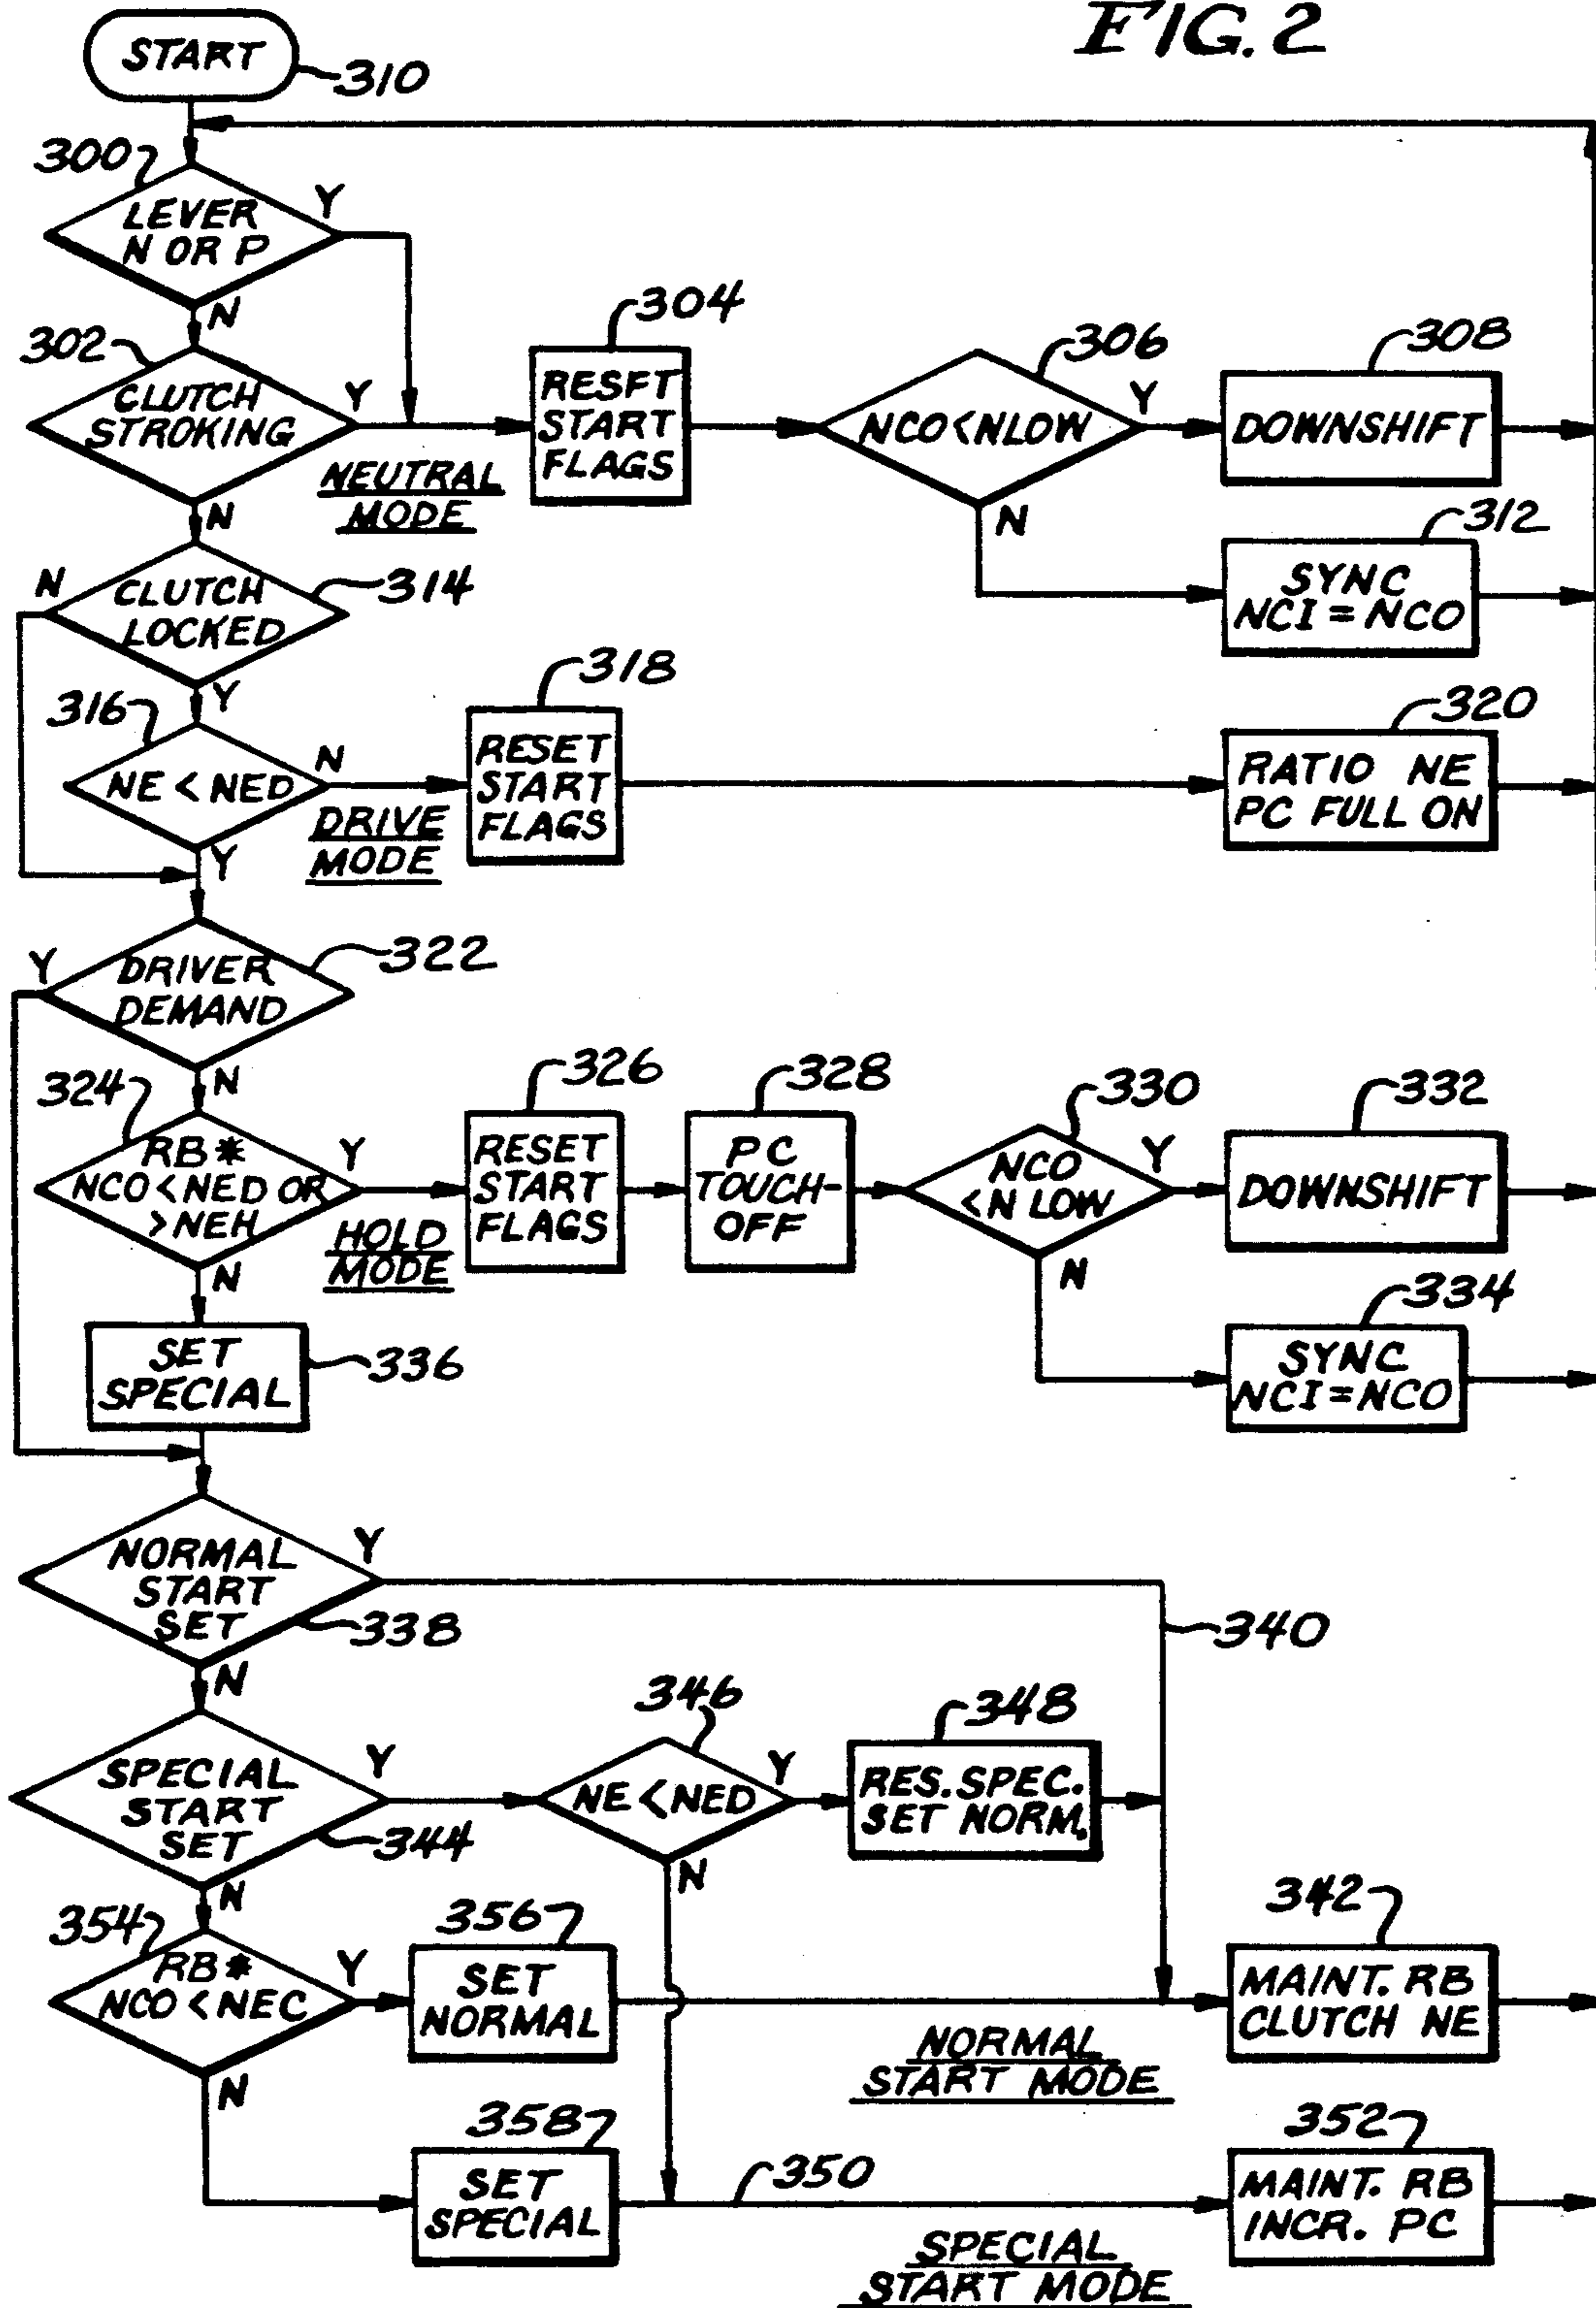 FIG. 2
START
310
300
LEVER
N OR P
Y
N
302
CLUTCH
STROKING
Y
N
NEUTRAL
MODE
304
RESFT
START
FLAGS
306
NCO<NLOW
Y
N
308
DOWNSHIFT
312
SYNC
NCI = NCO
N
CLUTCH
LOCKED
314
Y
316
NE < NED
N
Y
DRIVE
MODE
318
RESET
START
FLAGS
320
RATIO NE
PC FULL ON
Y
DRIVER
DEMAND
322
N
324
RB *
NCO < NED OR
> NEH
Y
N
HOLD
MODE
326
RESET
START
FLAGS
328
PC
TOUCH-
OFF
330
NCO
< N LOW
Y
N
332
DOWNSHIFT
334
SYNC
NCI = NCO
SET
SPECIAL
336
NORMAL
START
SET
338
Y
N
340
SPECIAL
START
SET
344
Y
N
346
NE < NED
Y
N
348
RES. SPEC.
SET NORM.
354
RB *
NCO < NEC
Y
N
356
SET
NORMAL
NORMAL
START MODE
342
MAINT. RB
CLUTCH NE
358
SET
SPECIAL
350
SPECIAL
START MODE
352
MAINT. RB
INCR. PC